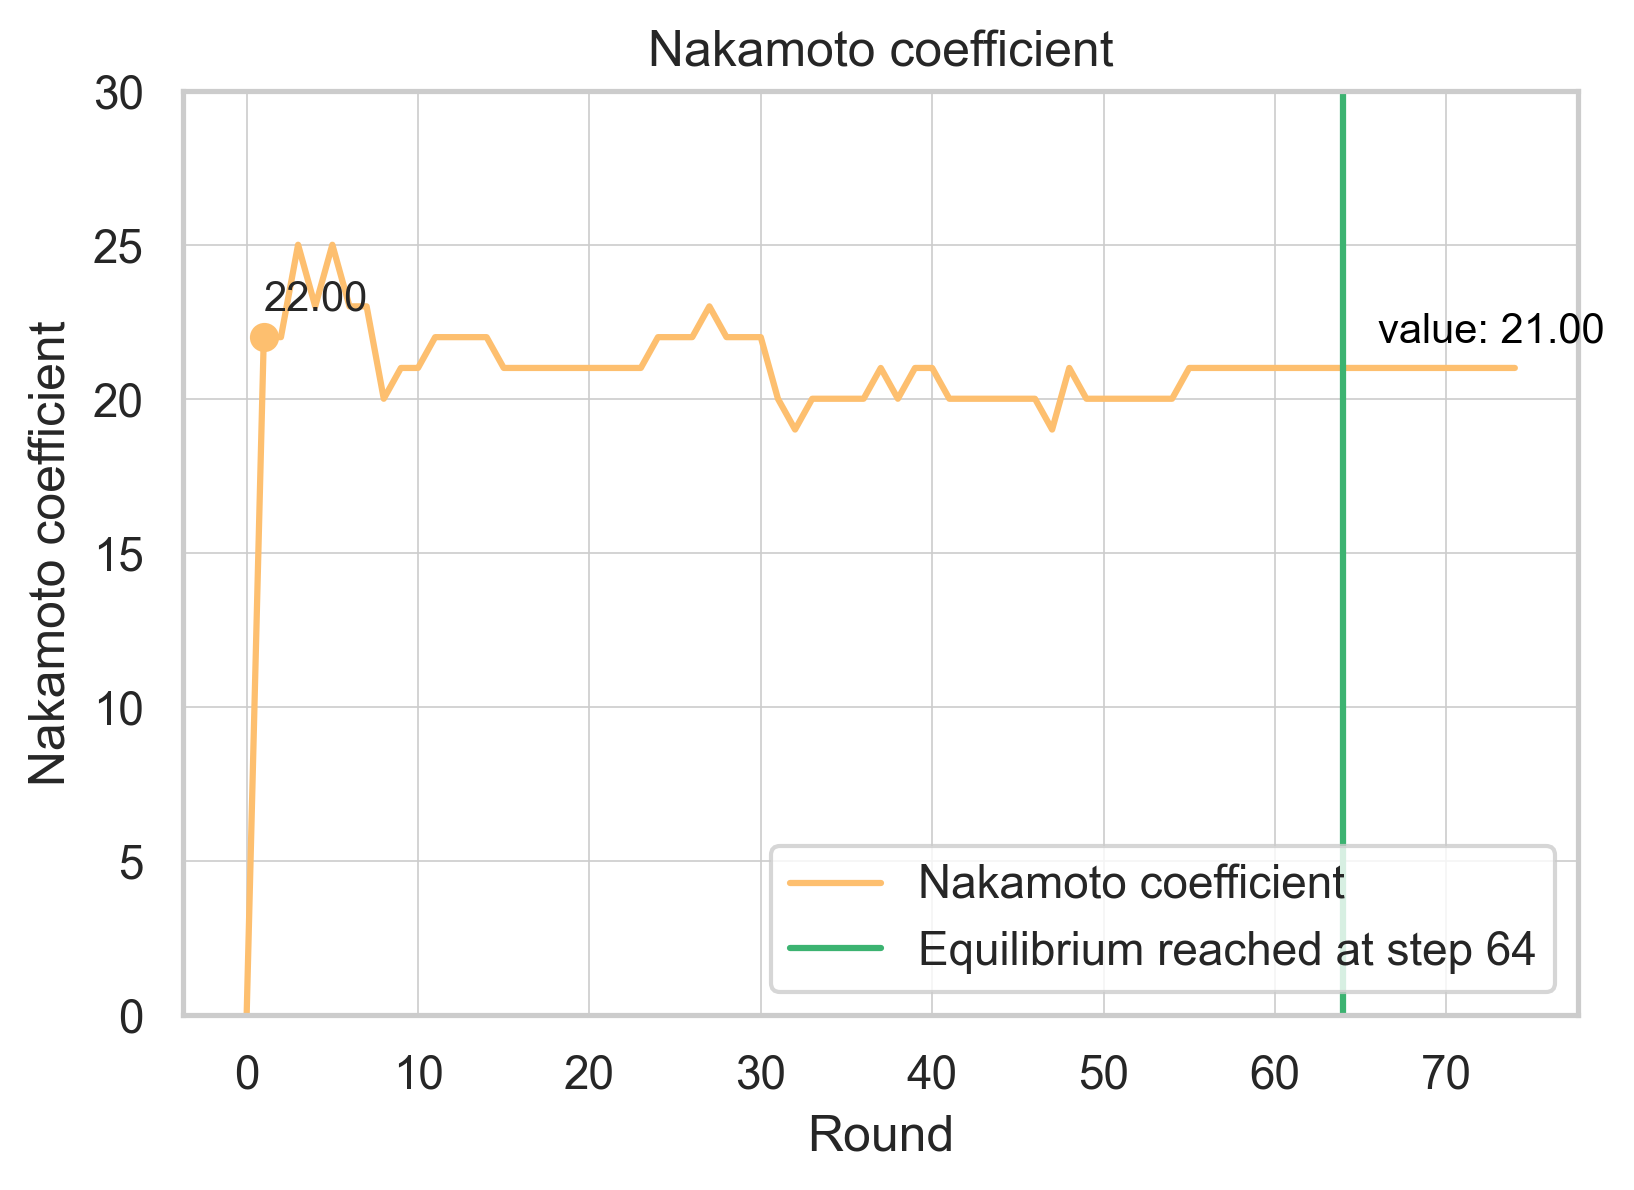 Nakamoto coefficient
30
25
20
15
10
5
0
Nakamoto coefficient
22.00
value: 21.00
Nakamoto coefficient
Equilibrium reached at step 64
0 10 20 30 40 50 60 70
Round